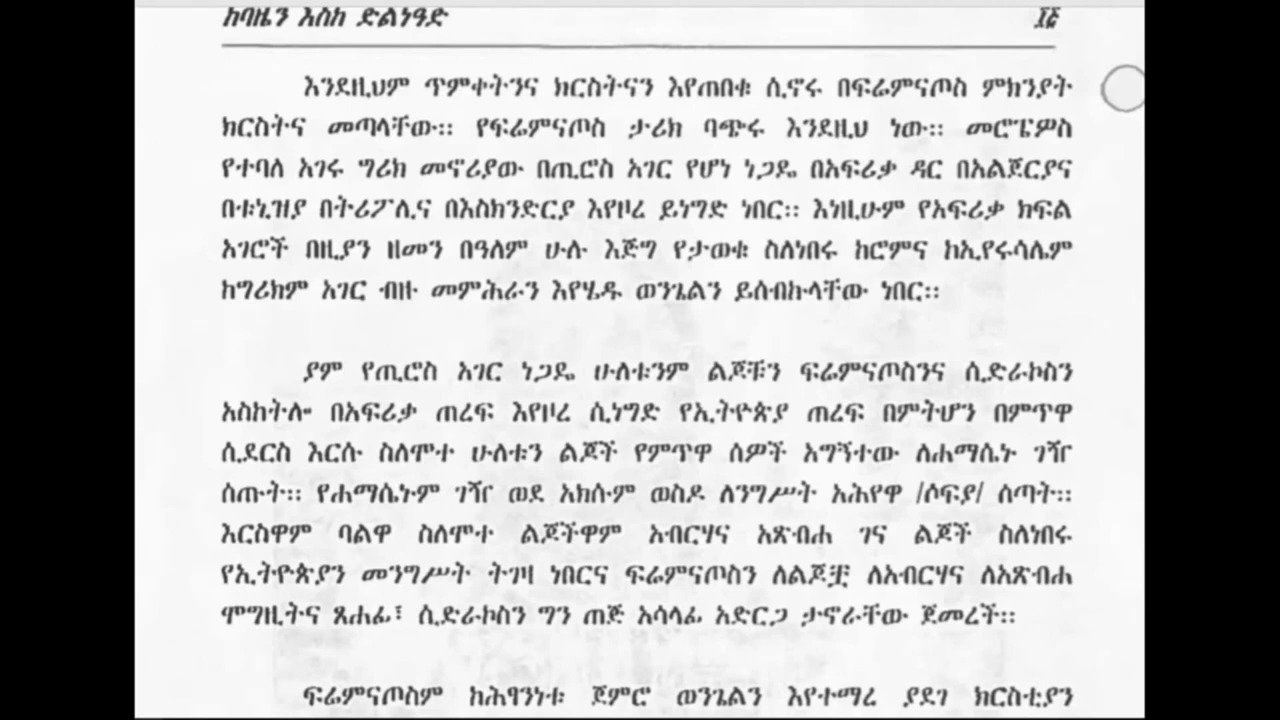 ከባዜን እስከ ድልነዓድ ፲፭
እንደዚህም ጥምቀትንና ክርስትናን እየጠበቁ ሲኖሩ በፍሬምናጦስ ምክንያት
ክርስትና መጣላቸው። የፍሬምናጦስ ታሪክ ባጭሩ እንደዚህ ነው። መሮፔዎስ
የተባለ አገሩ ግሪክ መኖሪያው በጢሮስ አገር የሆነ ነጋዴ በአፍሪቃ ዳር በአልጀርያና
በቱኒዝያ በትሪፖሊና በእስክንድርያ እየዞረ ይነግድ ነበር። እነዚሁም የአፍሪቃ ክፍል
አገሮች በዚያን ዘመን በዓለም ሁሉ እጅግ የታወቁ ስለነበሩ ከሮምና ከኢየሩሳሌም
ከግሪክም አገር ብዙ መምሕራን እየሄዱ ወንጌልን ይሰብኩላቸው ነበር።
ያም የጢሮስ አገር ነጋዴ ሁለቱንም ልጆቹን ፍሬምናጦስንና ሲድራኮስን
አስከትሎ በአፍሪቃ ጠረፍ እየዞረ ሲነግድ የኢትዮጵያ ጠረፍ በምትሆን በምጥዋ
ሲደርስ እርሱ ስለሞተ ሁለቱን ልጆች የምጥዋ ሰዎች አግኝተው ለሐማሴኑ ገዥ
ሰጡት። የሐማሴኑም ገዥ ወደ አክሱም ወስዶ ለንግሥት አሕየዋ /ሶፍያ/ ሰጣት።
እርስዋም ባልዋ ስለሞተ ልጆችዋም አብርሃና አጽብሐ ገና ልጆች ስለነበሩ
የኢትዮጵያን መንግሥት ትገዛ ነበርና ፍሬምናጦስን ለልጆቿ ለአብርሃና ለአጽብሐ
ሞግዚትና ጸሐፊ፣ ሲድራኮስን ግን ጠጅ አሳላፊ አድርጋ ታኖራቸው ጀመረች።
ፍሬምናጦስም ከሕፃንነቱ ጀምሮ ወንጌልን እየተማረ ያደገ ክርስቲያን